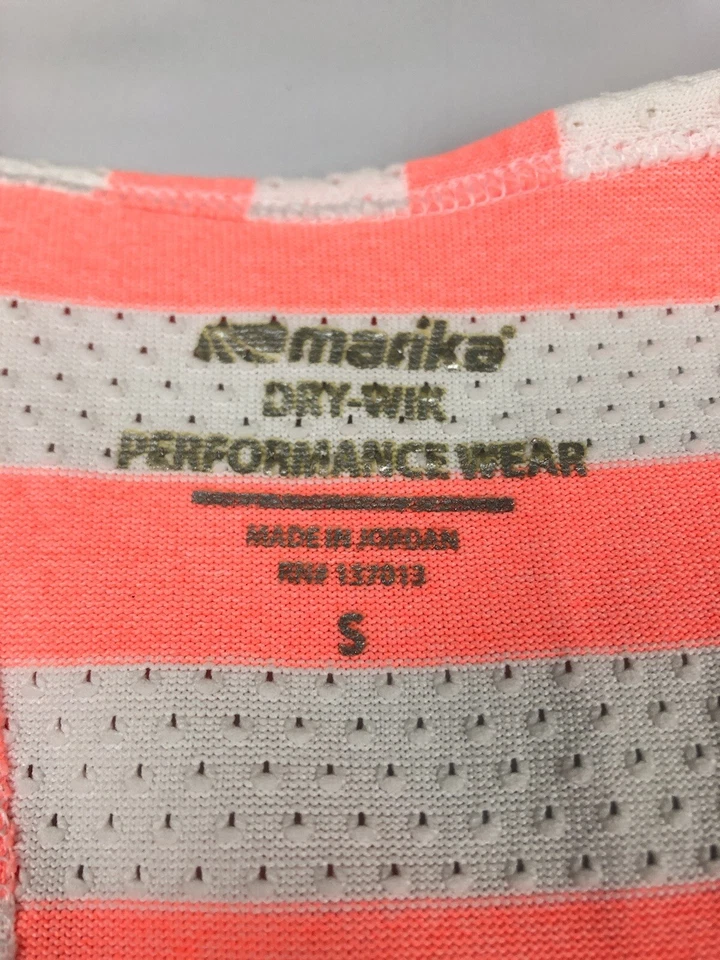 marika®
DRY-WIK
PERFORMANCE WEAR
MADE IN JORDAN
RN# 137013
S